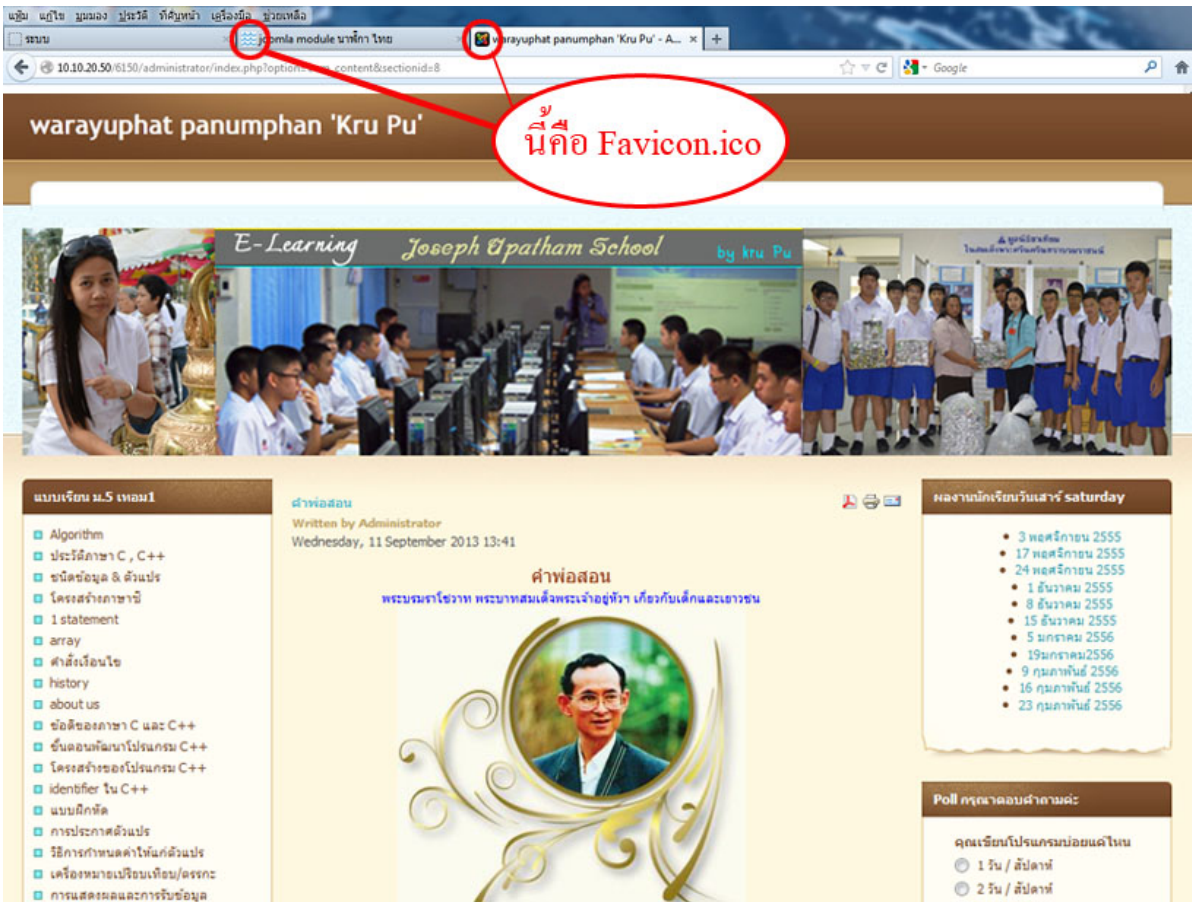 แฟ้ม แก้ไข มุมมอง ประวัติ ที่คั่นหน้า เครื่องมือ ช่วยเหลือ
ระบบ
joomla module นาฬิกา ไทย
warayuphat panumphan 'Kru Pu' - A...
10.10.20.50/6150/administrator/index.php?option=com_content&sectionid=8
Google
นี้คือ Favicon.ico
warayuphat panumphan 'Kru Pu'
E-Learning Joseph Upatham School by kru Pu
แบบเรียน ม.5 เทอม1
Algorithm
ประวัติภาษา C , C++
ชนิดข้อมูล & ตัวแปร
โครงสร้างภาษาซี
1 statement
array
คำสั่งเงื่อนไข
history
about us
ข้อดีของภาษา C และ C++
ขั้นตอนพัฒนาโปรแกรม C++
โครงสร้างของโปรแกรม C++
identifier ใน C++
แบบฝึกหัด
การประกาศตัวแปร
วิธีการกำหนดค่าให้แก่ตัวแปร
เครื่องหมายเปรียบเทียบ/ตรรกะ
การแสดงผลและการรับข้อมูล
คำพ่อสอน
Written by Administrator
Wednesday, 11 September 2013 13:41
คำพ่อสอน
พระบรมราโชวาท พระบาทสมเด็จพระเจ้าอยู่หัวฯ เกี่ยวกับเด็กและเยาวชน
ผลงานนักเรียนวันเสาร์ saturday
3 พฤศจิกายน 2555
17 พฤศจิกายน 2555
24 พฤศจิกายน 2555
1 ธันวาคม 2555
8 ธันวาคม 2555
15 ธันวาคม 2555
5 มกราคม 2556
19มกราคม2556
9 กุมภาพันธ์ 2556
16 กุมภาพันธ์ 2556
23 กุมภาพันธ์ 2556
Poll กรุณาตอบคำถามค่ะ
คุณเขียนโปรแกรมบ่อยแค่ไหน
1 วัน / สัปดาห์
2 วัน / สัปดาห์